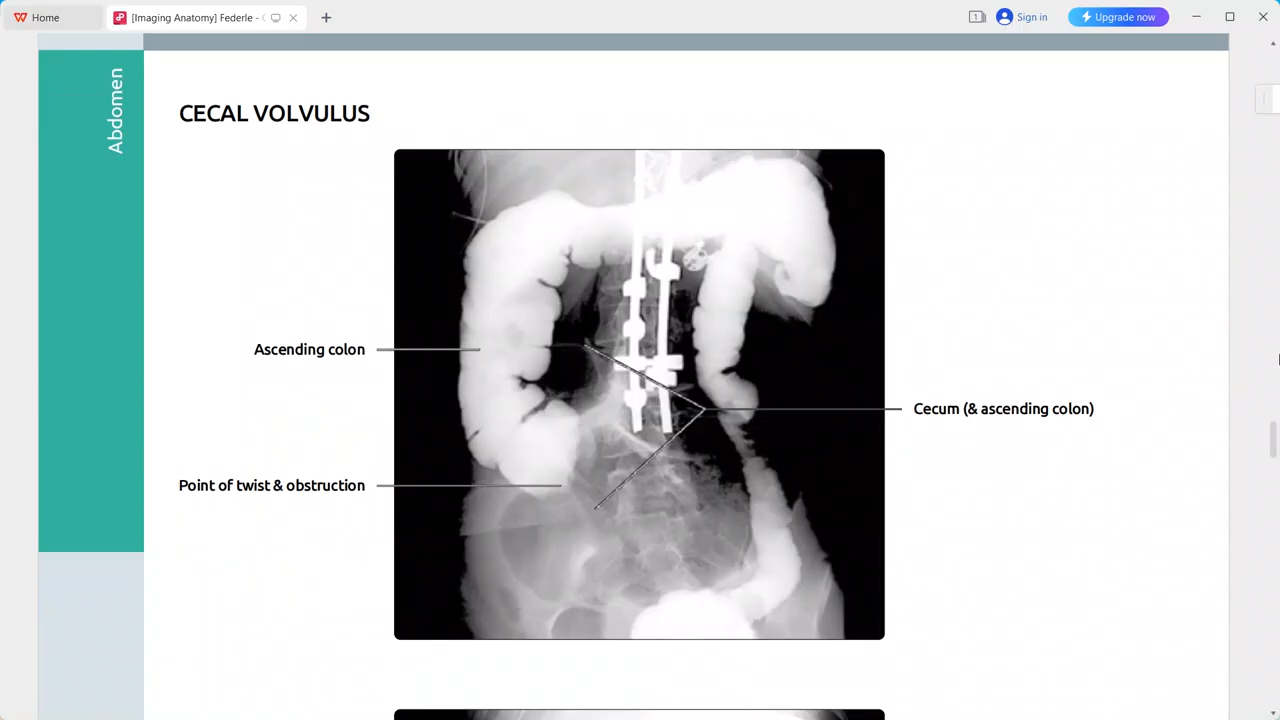 Home
[Imaging Anatomy] Federle -
1
Sign in
Upgrade now
Abdomen
CECAL VOLVULUS
Ascending colon
Cecum (& ascending colon)
Point of twist & obstruction